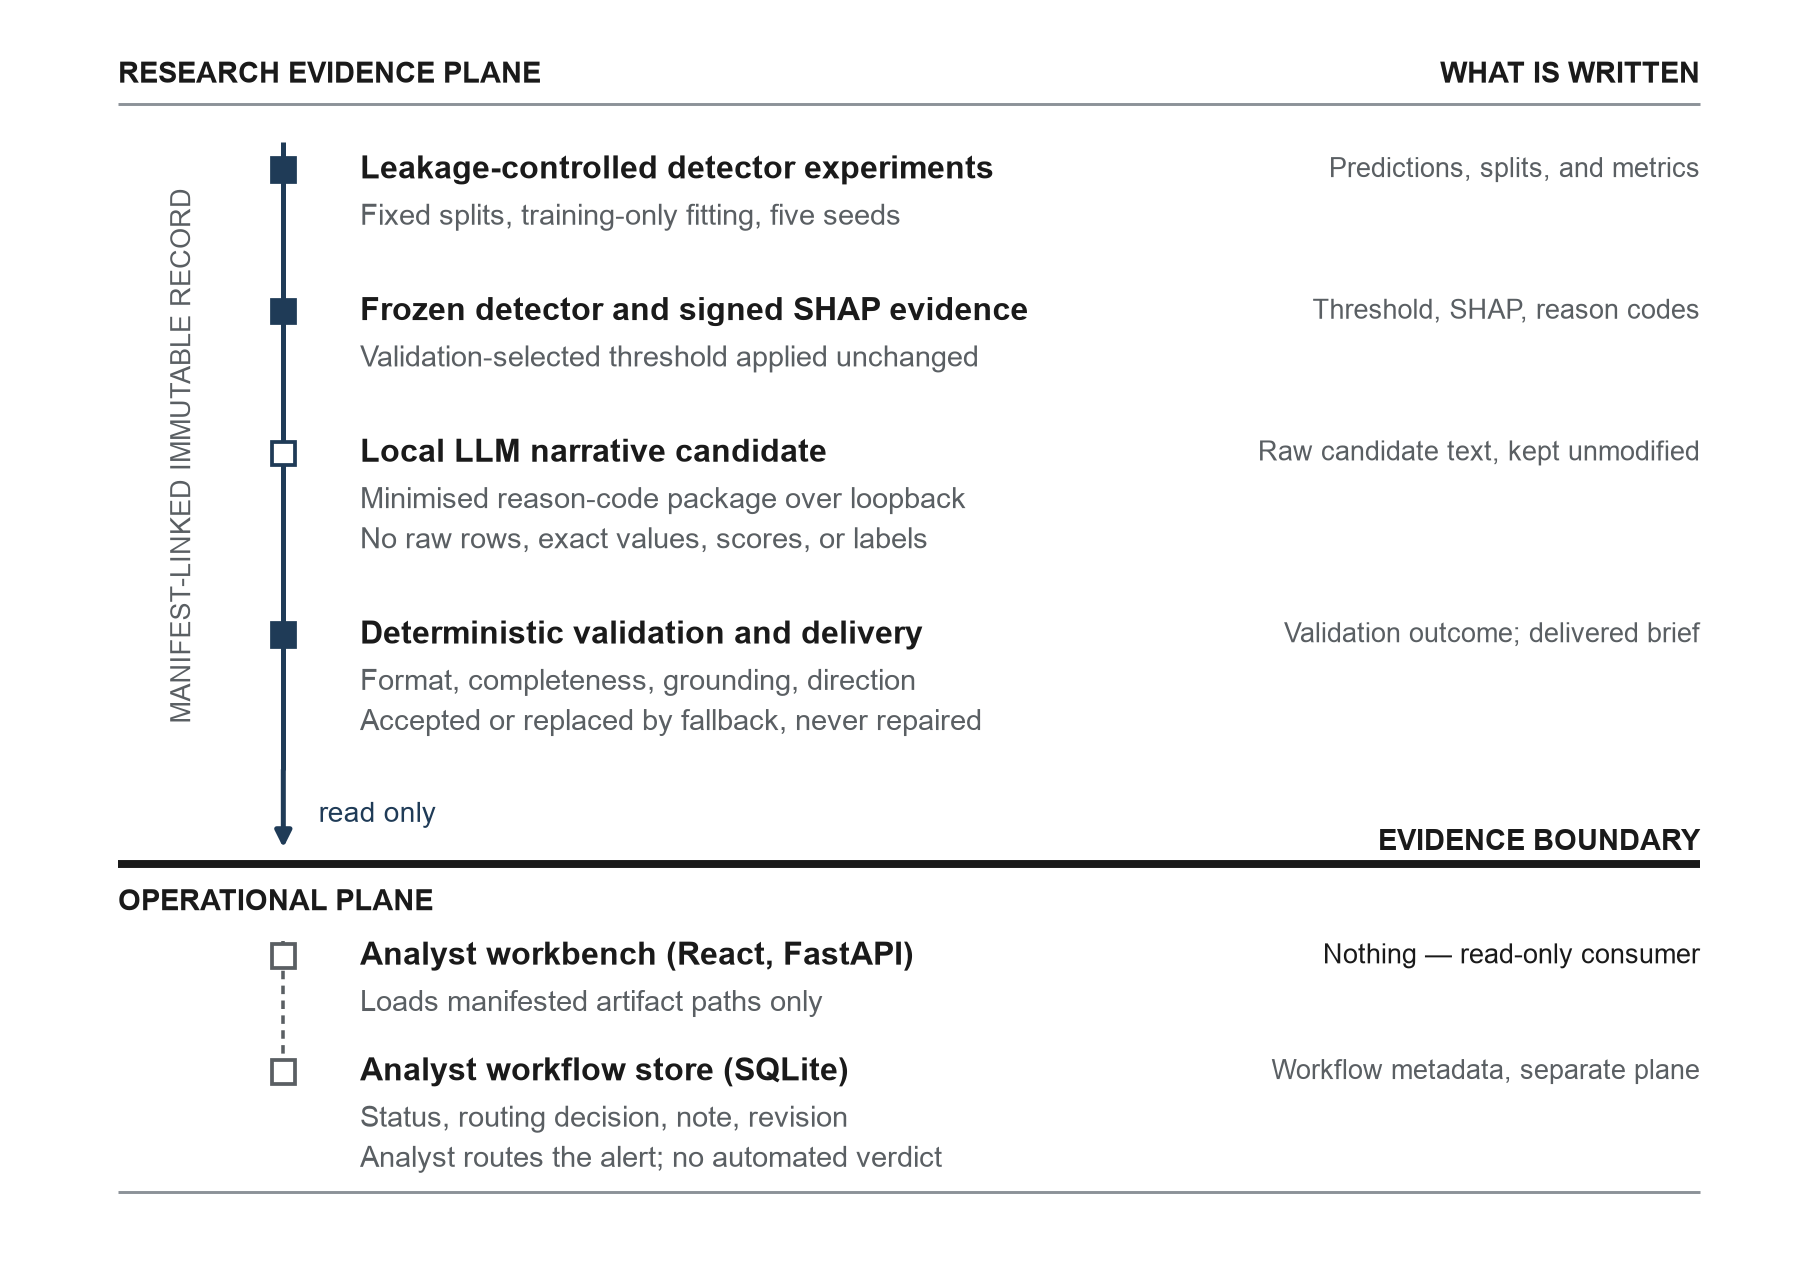 RESEARCH EVIDENCE PLANE
WHAT IS WRITTEN
MANIFEST-LINKED IMMUTABLE RECORD
Leakage-controlled detector experiments
Predictions, splits, and metrics
Fixed splits, training-only fitting, five seeds
Frozen detector and signed SHAP evidence
Threshold, SHAP, reason codes
Validation-selected threshold applied unchanged
Local LLM narrative candidate
Raw candidate text, kept unmodified
Minimised reason-code package over loopback
No raw rows, exact values, scores, or labels
Deterministic validation and delivery
Validation outcome; delivered brief
Format, completeness, grounding, direction
Accepted or replaced by fallback, never repaired
read only
EVIDENCE BOUNDARY
OPERATIONAL PLANE
Analyst workbench (React, FastAPI)
Nothing — read-only consumer
Loads manifested artifact paths only
Analyst workflow store (SQLite)
Workflow metadata, separate plane
Status, routing decision, note, revision
Analyst routes the alert; no automated verdict